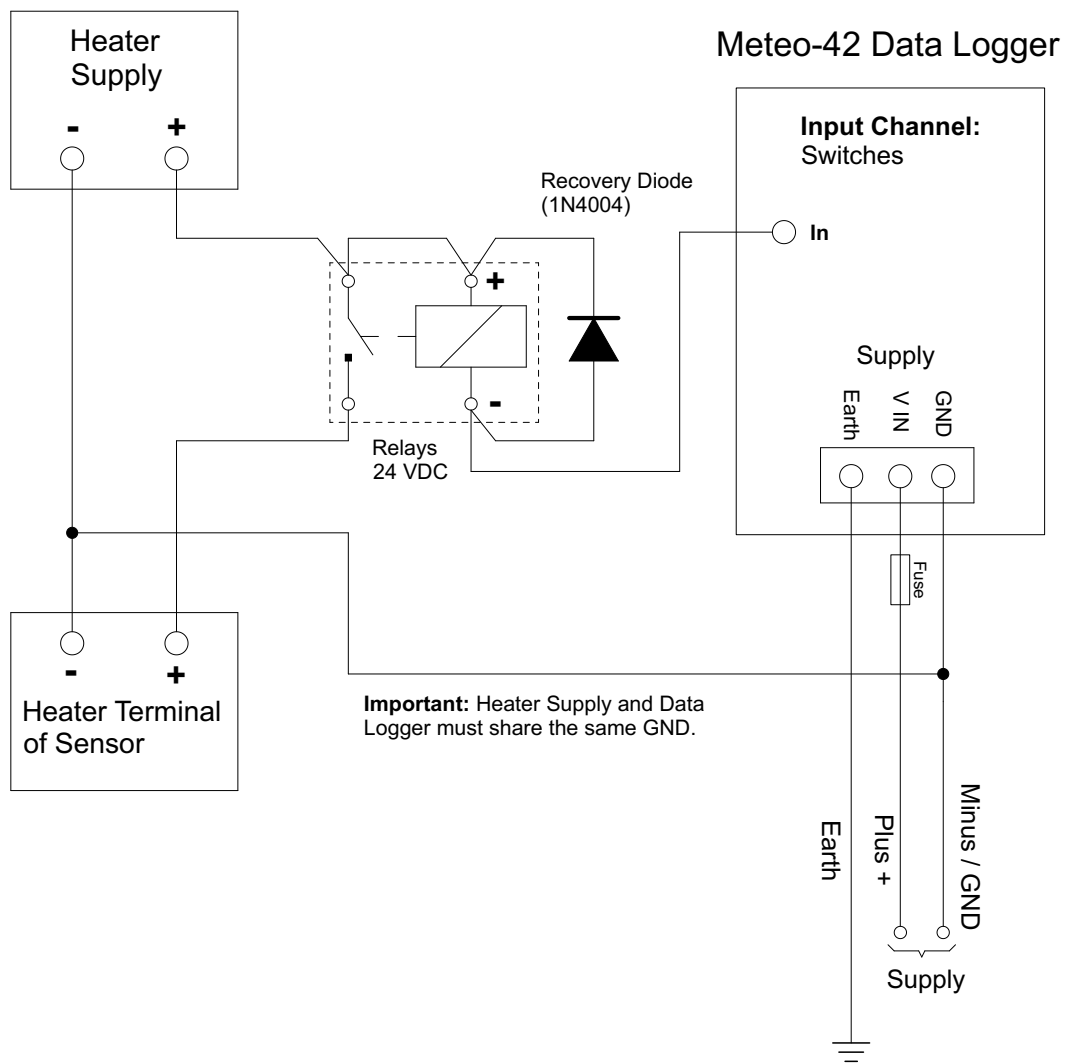 Heater
Supply
-
+
Meteo-42 Data Logger
Input Channel:
Switches
In
Recovery Diode
(1N4004)
+
-
Relays
24 VDC
Supply
Earth
V IN
GND
Fuse
-
+
Heater Terminal
of Sensor
Important: Heater Supply and Data
Logger must share the same GND.
Earth
Plus +
Minus / GND
Supply